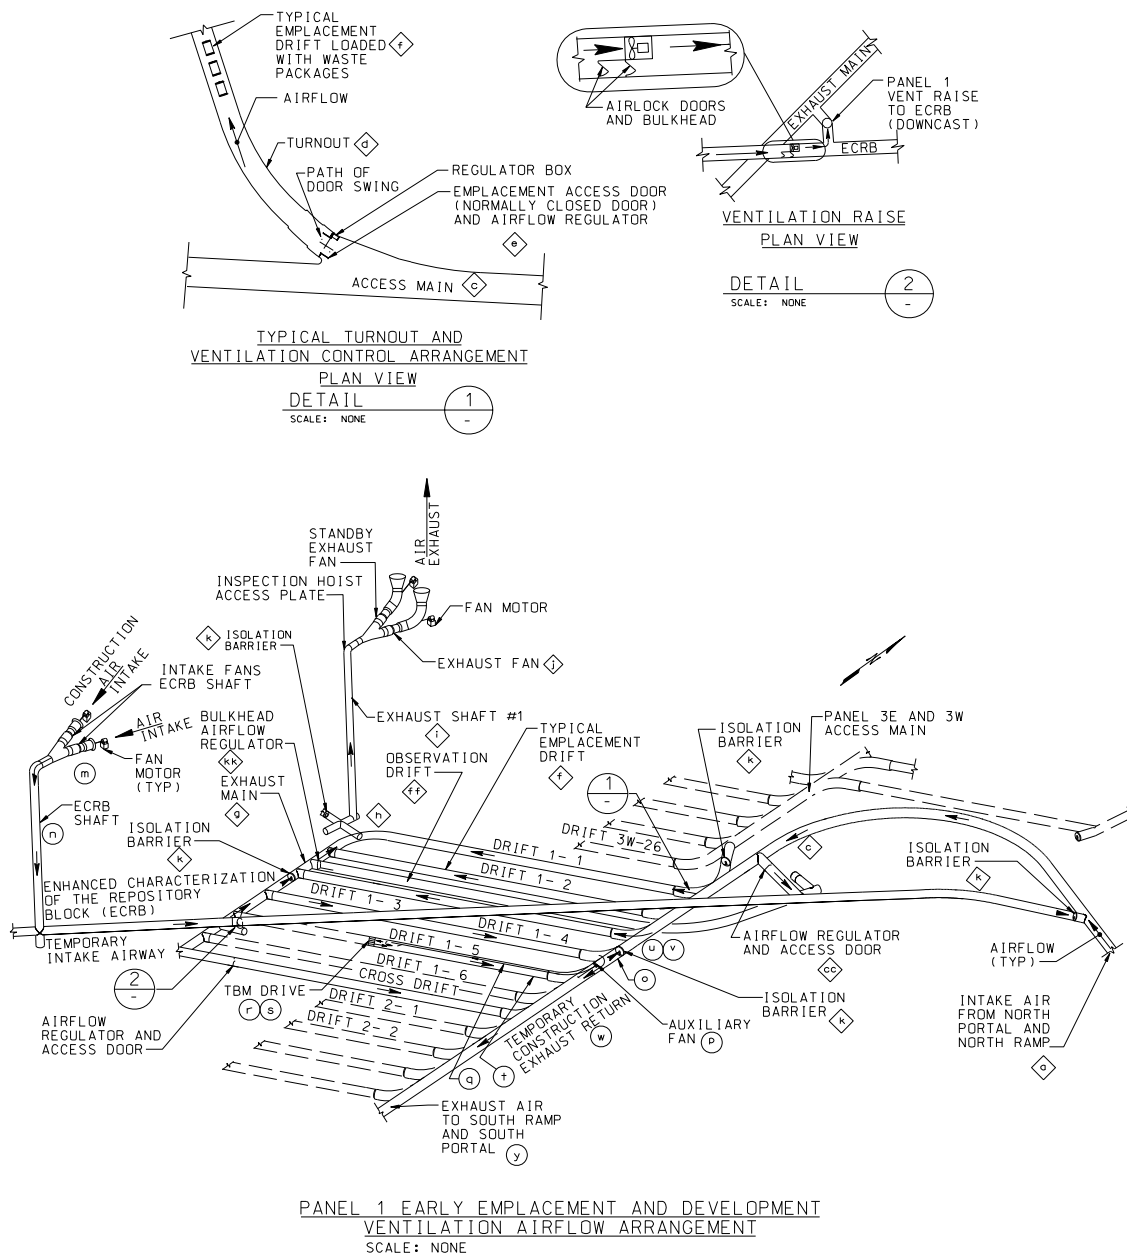 TYPICAL
EMPLACEMENT
DRIFT LOADED f
WITH WASTE
PACKAGES
AIRFLOW
TURNOUT d
PATH OF
DOOR SWING
REGULATOR BOX
EMPLACEMENT ACCESS DOOR
(NORMALLY CLOSED DOOR)
AND AIRFLOW REGULATOR
e
ACCESS MAIN c
TYPICAL TURNOUT AND
VENTILATION CONTROL ARRANGEMENT
PLAN VIEW
DETAIL 1
SCALE: NONE -
AIRLOCK DOORS
AND BULKHEAD
EXHAUST MAIN
PANEL 1
VENT RAISE
TO ECRB
(DOWNCAST)
ECRB
VENTILATION RAISE
PLAN VIEW
DETAIL 2
SCALE: NONE -
AIR
EXHAUST
STANDBY
EXHAUST
FAN
INSPECTION HOIST
ACCESS PLATE
FAN MOTOR
k ISOLATION
BARRIER
EXHAUST FAN j
CONSTRUCTION
AIR
INTAKE
INTAKE FANS
ECRB SHAFT
AIR
INTAKE
BULKHEAD
AIRFLOW
REGULATOR
kk
EXHAUST SHAFT #1
i
m
FAN
MOTOR
(TYP)
OBSERVATION
DRIFT
ff
TYPICAL
EMPLACEMENT
DRIFT
f
ISOLATION
BARRIER
k
PANEL 3E AND 3W
ACCESS MAIN
N
EXHAUST
MAIN
g
ECRB
SHAFT
n
h
1
-
ISOLATION
BARRIER
k
DRIFT 3W-26
DRIFT 1- 1
DRIFT 1- 2
c
ISOLATION
BARRIER
k
ENHANCED CHARACTERIZATION
OF THE REPOSITORY
BLOCK (ECRB)
DRIFT 1- 3
DRIFT 1- 4
TEMPORARY
INTAKE AIRWAY
DRIFT 1- 5
DRIFT 1- 6
CROSS DRIFT
DRIFT 2- 1
DRIFT 2- 2
u v
o
AIRFLOW REGULATOR
AND ACCESS DOOR
cc
AIRFLOW
(TYP)
2
-
TBM DRIVE
r s
AIRFLOW
REGULATOR AND
ACCESS DOOR
TEMPORARY
CONSTRUCTION
EXHAUST RETURN
w
AUXILIARY
FAN p
ISOLATION
BARRIER k
INTAKE AIR
FROM NORTH
PORTAL AND
NORTH RAMP
a
q t
EXHAUST AIR
TO SOUTH RAMP
AND SOUTH
PORTAL y
PANEL 1 EARLY EMPLACEMENT AND DEVELOPMENT
VENTILATION AIRFLOW ARRANGEMENT
SCALE: NONE